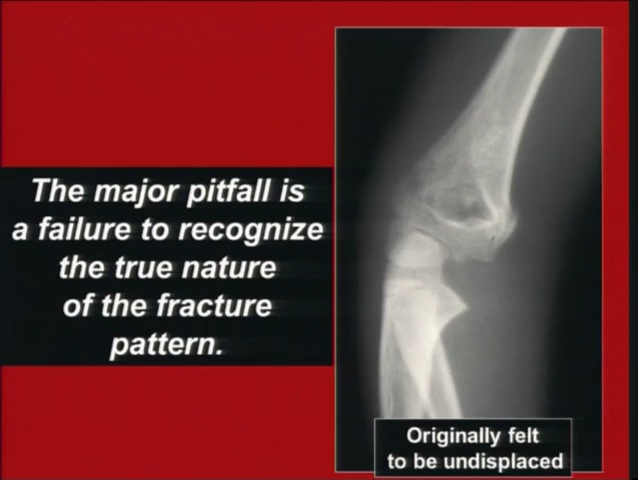 The major pitfall is
a failure to recognize
the true nature
of the fracture
pattern.
Originally felt
to be undisplaced